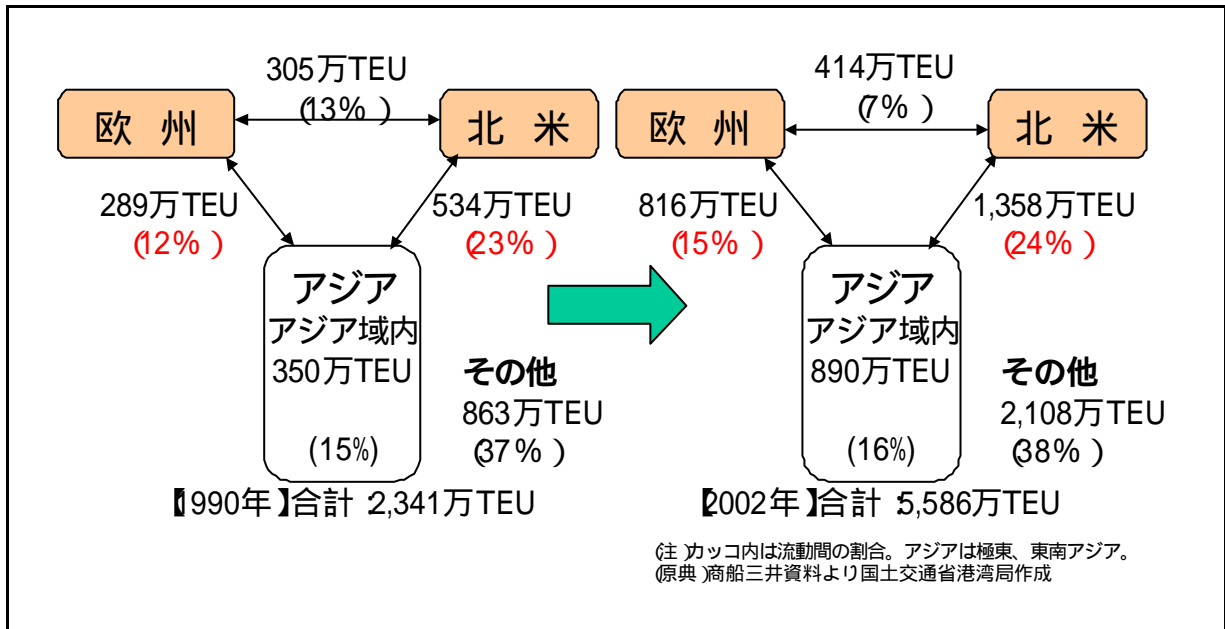 305万TEU
(13%)
欧 州
北 米
289万TEU
(12%)
534万TEU
(23%)
アジア
アジア域内
350万TEU
(15%)
その他
863万TEU
(37%)
【1990年】合計:2,341万TEU
414万TEU
(7%)
欧 州
北 米
816万TEU
(15%)
1,358万TEU
(24%)
アジア
アジア域内
890万TEU
(16%)
その他
2,108万TEU
(38%)
【2002年】合計:5,586万TEU
(注)カッコ内は流動間の割合。アジアは極東、東南アジア。
(原典)商船三井資料より国土交通省港湾局作成